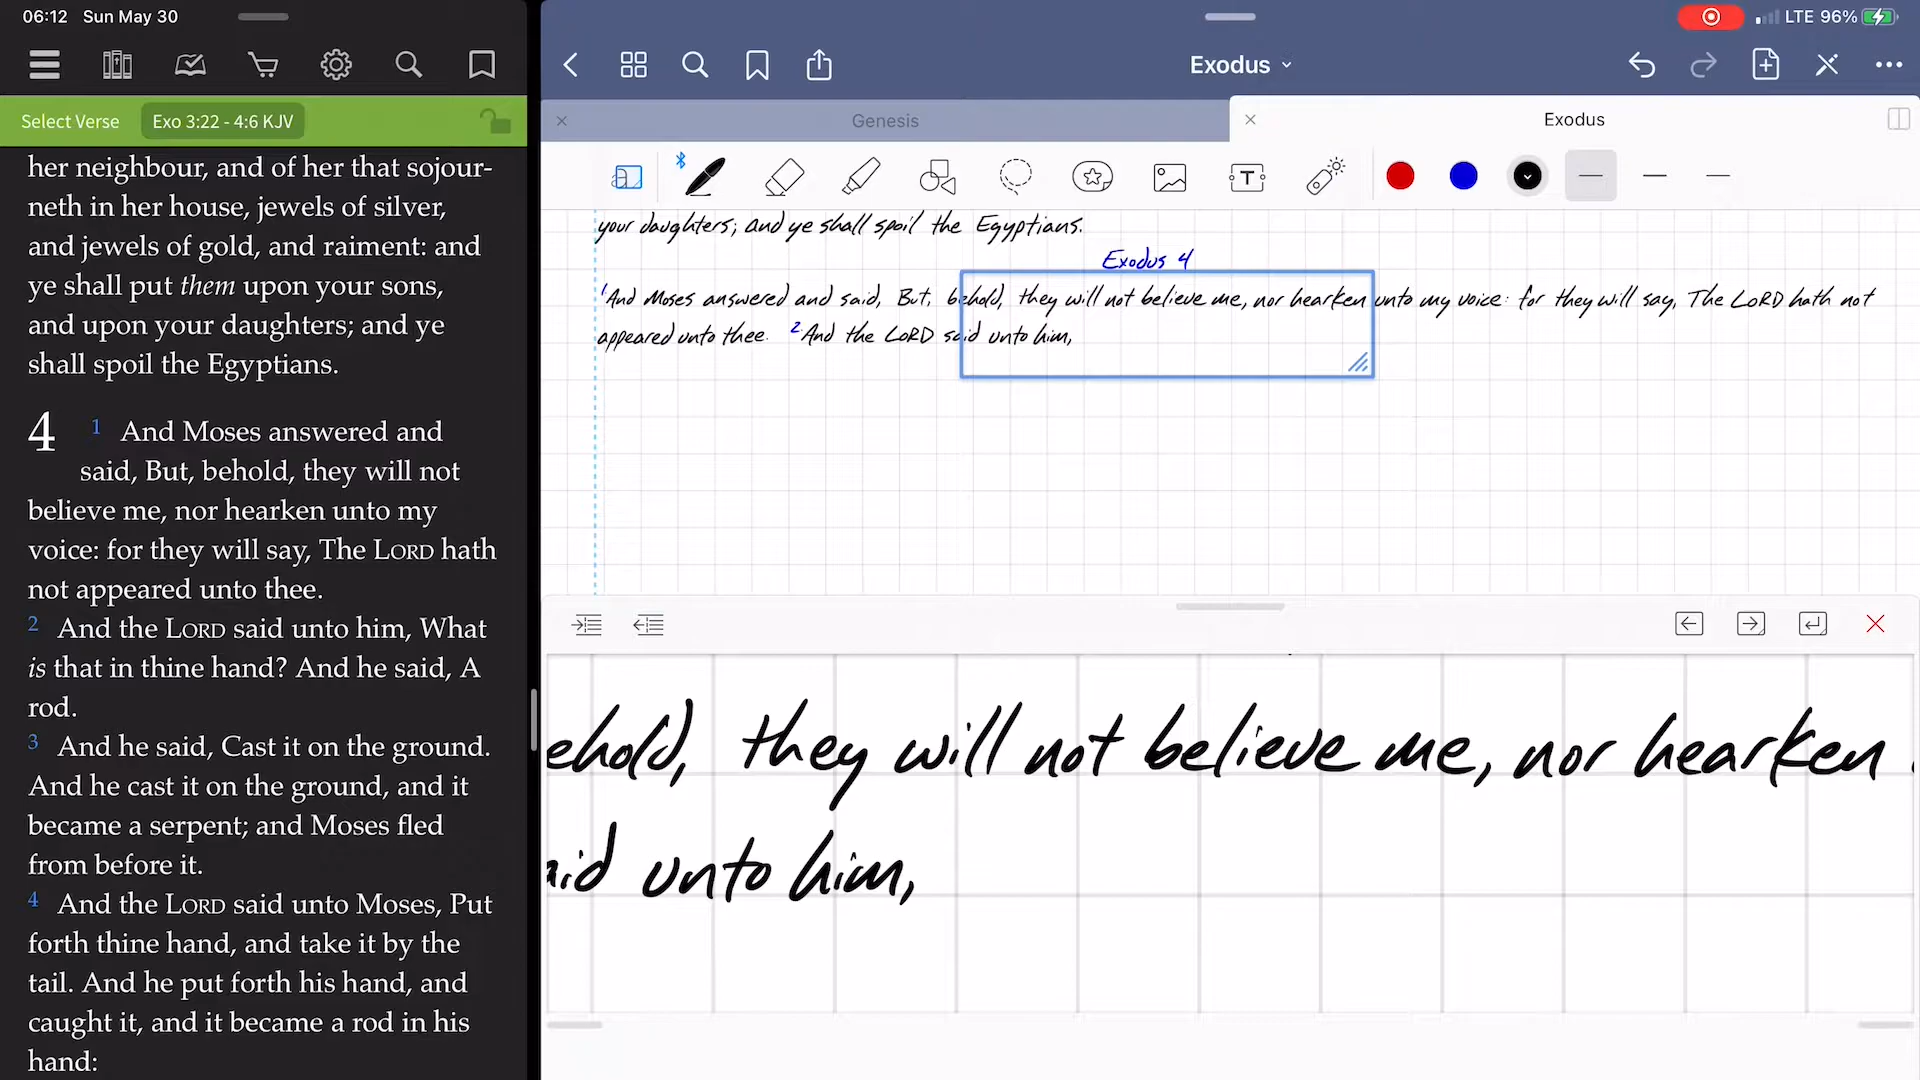 06:12 Sun May 30
LTE 96%
Select Verse
Exo 3:22 - 4:6 KJV
her neighbour, and of her that sojour-
neth in her house, jewels of silver,
and jewels of gold, and raiment: and
ye shall put them upon your sons,
and upon your daughters; and ye
shall spoil the Egyptians.
4 1 And Moses answered and
said, But, behold, they will not
believe me, nor hearken unto my
voice: for they will say, The LORD hath
not appeared unto thee.
2 And the LORD said unto him, What
is that in thine hand? And he said, A
rod.
3 And he said, Cast it on the ground.
And he cast it on the ground, and it
became a serpent; and Moses fled
from before it.
4 And the LORD said unto Moses, Put
forth thine hand, and take it by the
tail. And he put forth his hand, and
caught it, and it became a rod in his
hand:
Exodus
Genesis
Exodus
your daughters; and ye shall spoil the Egyptians.
Exodus 4
1 And Moses answered and said, But, behold, they will not believe me, nor hearken unto my voice: for they will say, The LORD hath not
appeared unto thee. 2 And the LORD said unto him,
ehold, they will not believe me, nor hearken
aid unto him,